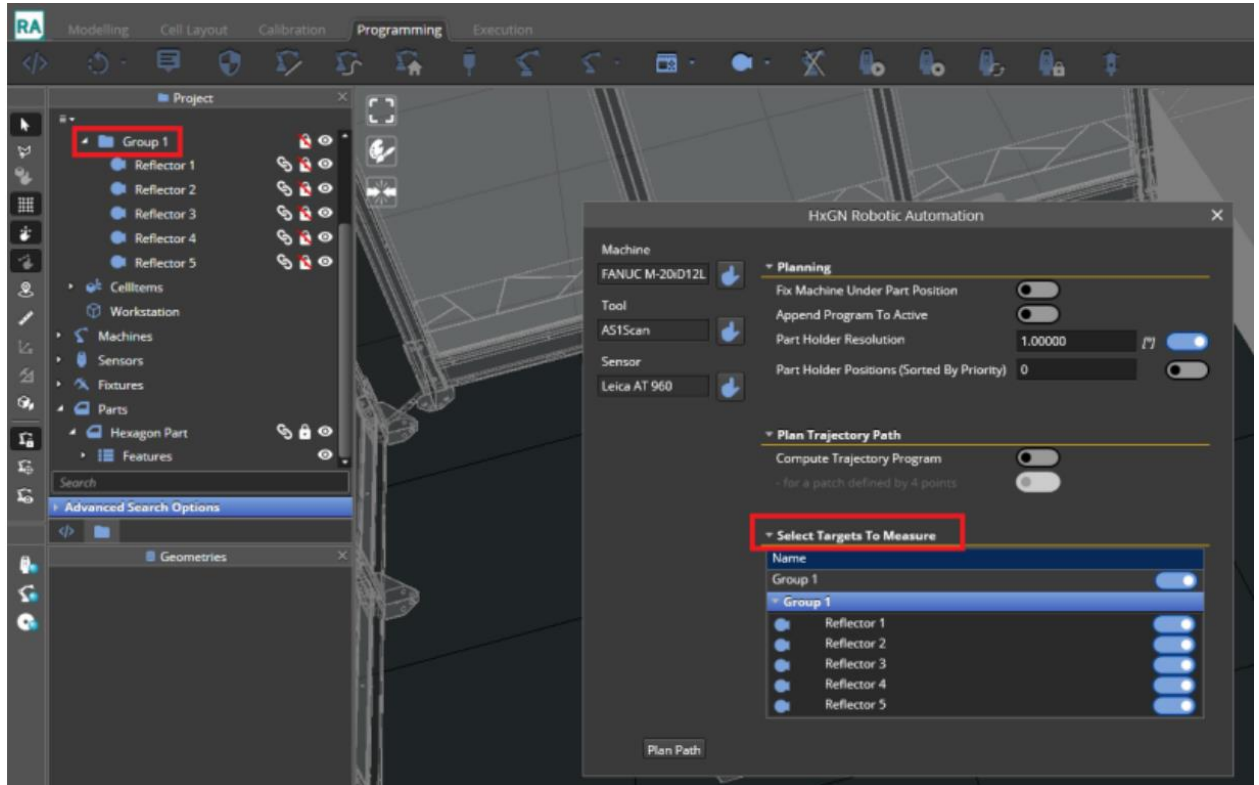 RA
Modelling Cell Layout Calibration Programming Execution
Project
Group 1
Reflector 1
Reflector 2
Reflector 3
Reflector 4
Reflector 5
CellItems
Workstation
Machines
Sensors
Fixtures
Parts
Hexagon Part
Features
Search
Advanced Search Options
Geometries
HxGN Robotic Automation
Machine
FANUC M-20iD12L
Tool
AS1Scan
Sensor
Leica AT 960
Planning
Fix Machine Under Part Position
Append Program To Active
Part Holder Resolution 1.00000 [°]
Part Holder Positions (Sorted By Priority) 0
Plan Trajectory Path
Compute Trajectory Program
- for a patch defined by 4 points
Select Targets To Measure
Name
Group 1
Group 1
Reflector 1
Reflector 2
Reflector 3
Reflector 4
Reflector 5
Plan Path